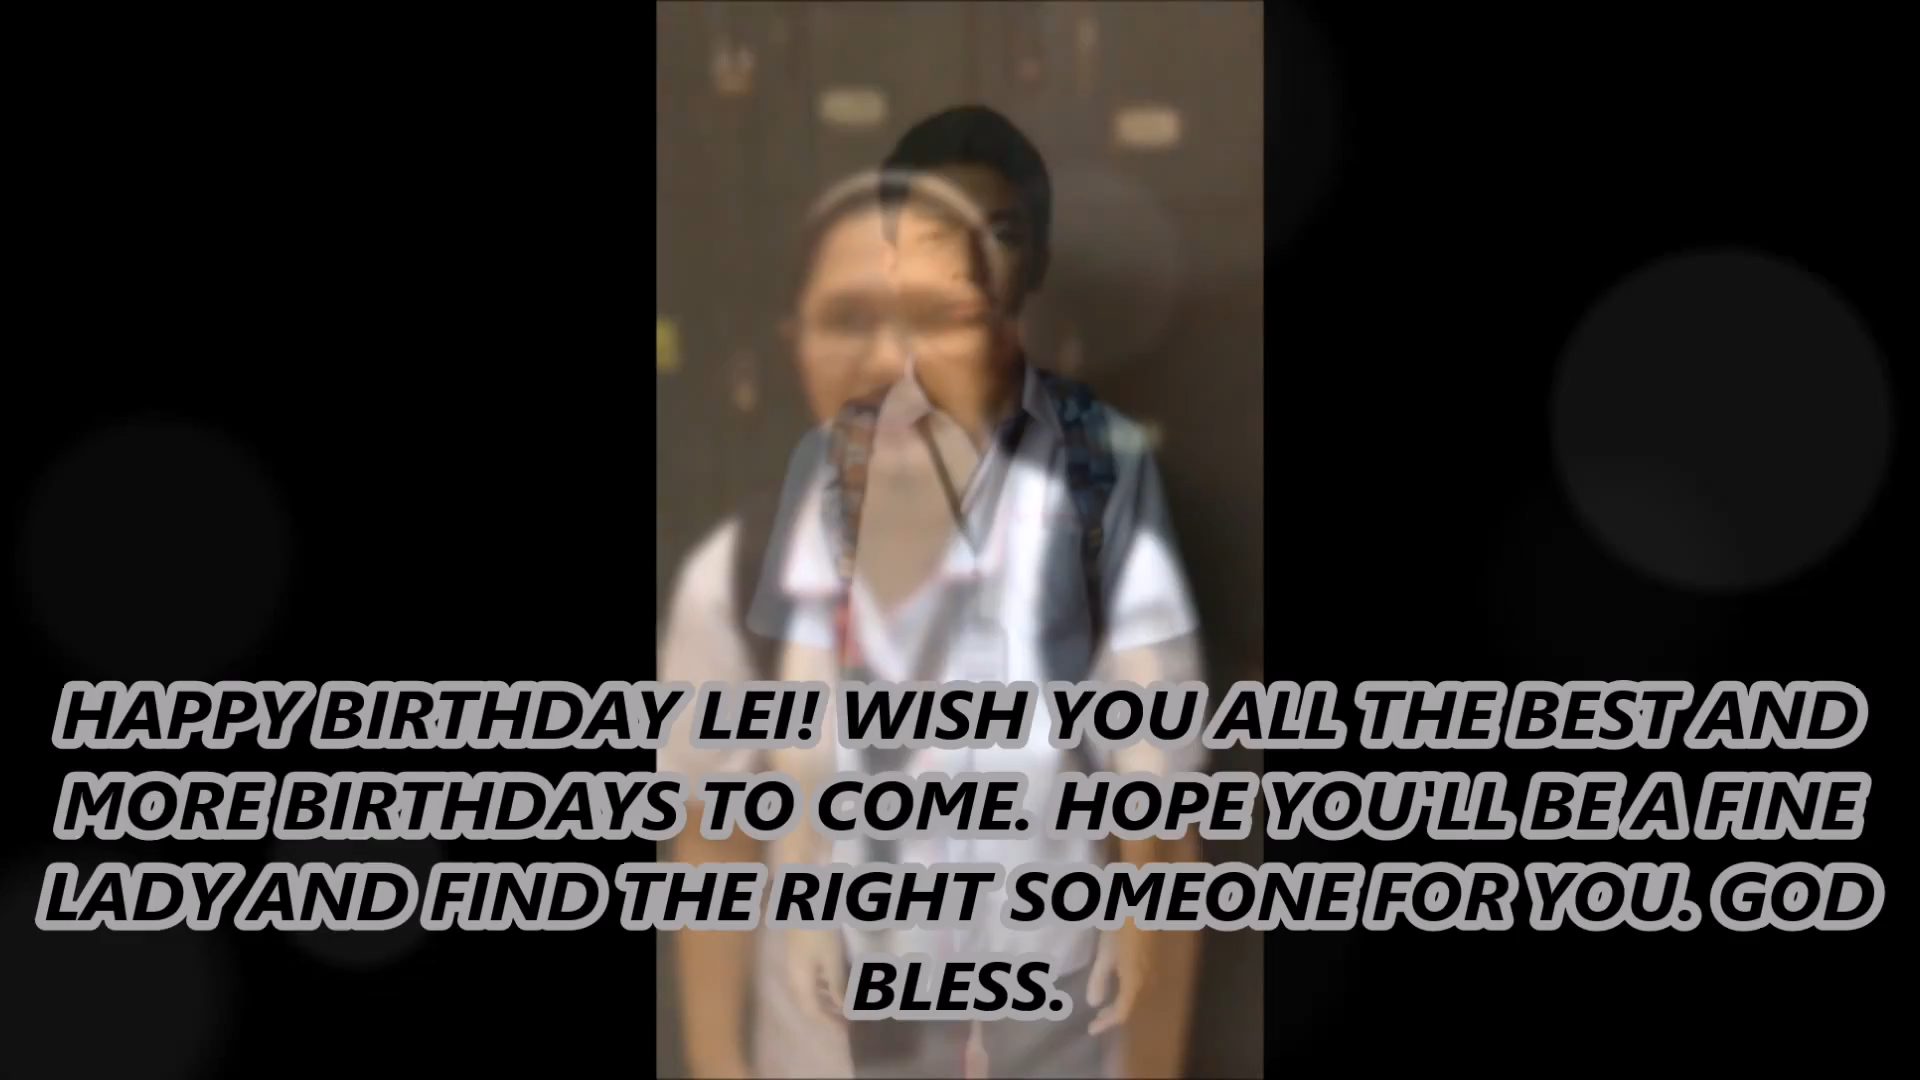 HAPPY BIRTHDAY LEI! WISH YOU ALL THE BEST AND
MORE BIRTHDAYS TO COME. HOPE YOU'LL BE A FINE
LADY AND FIND THE RIGHT SOMEONE FOR YOU. GOD
BLESS.